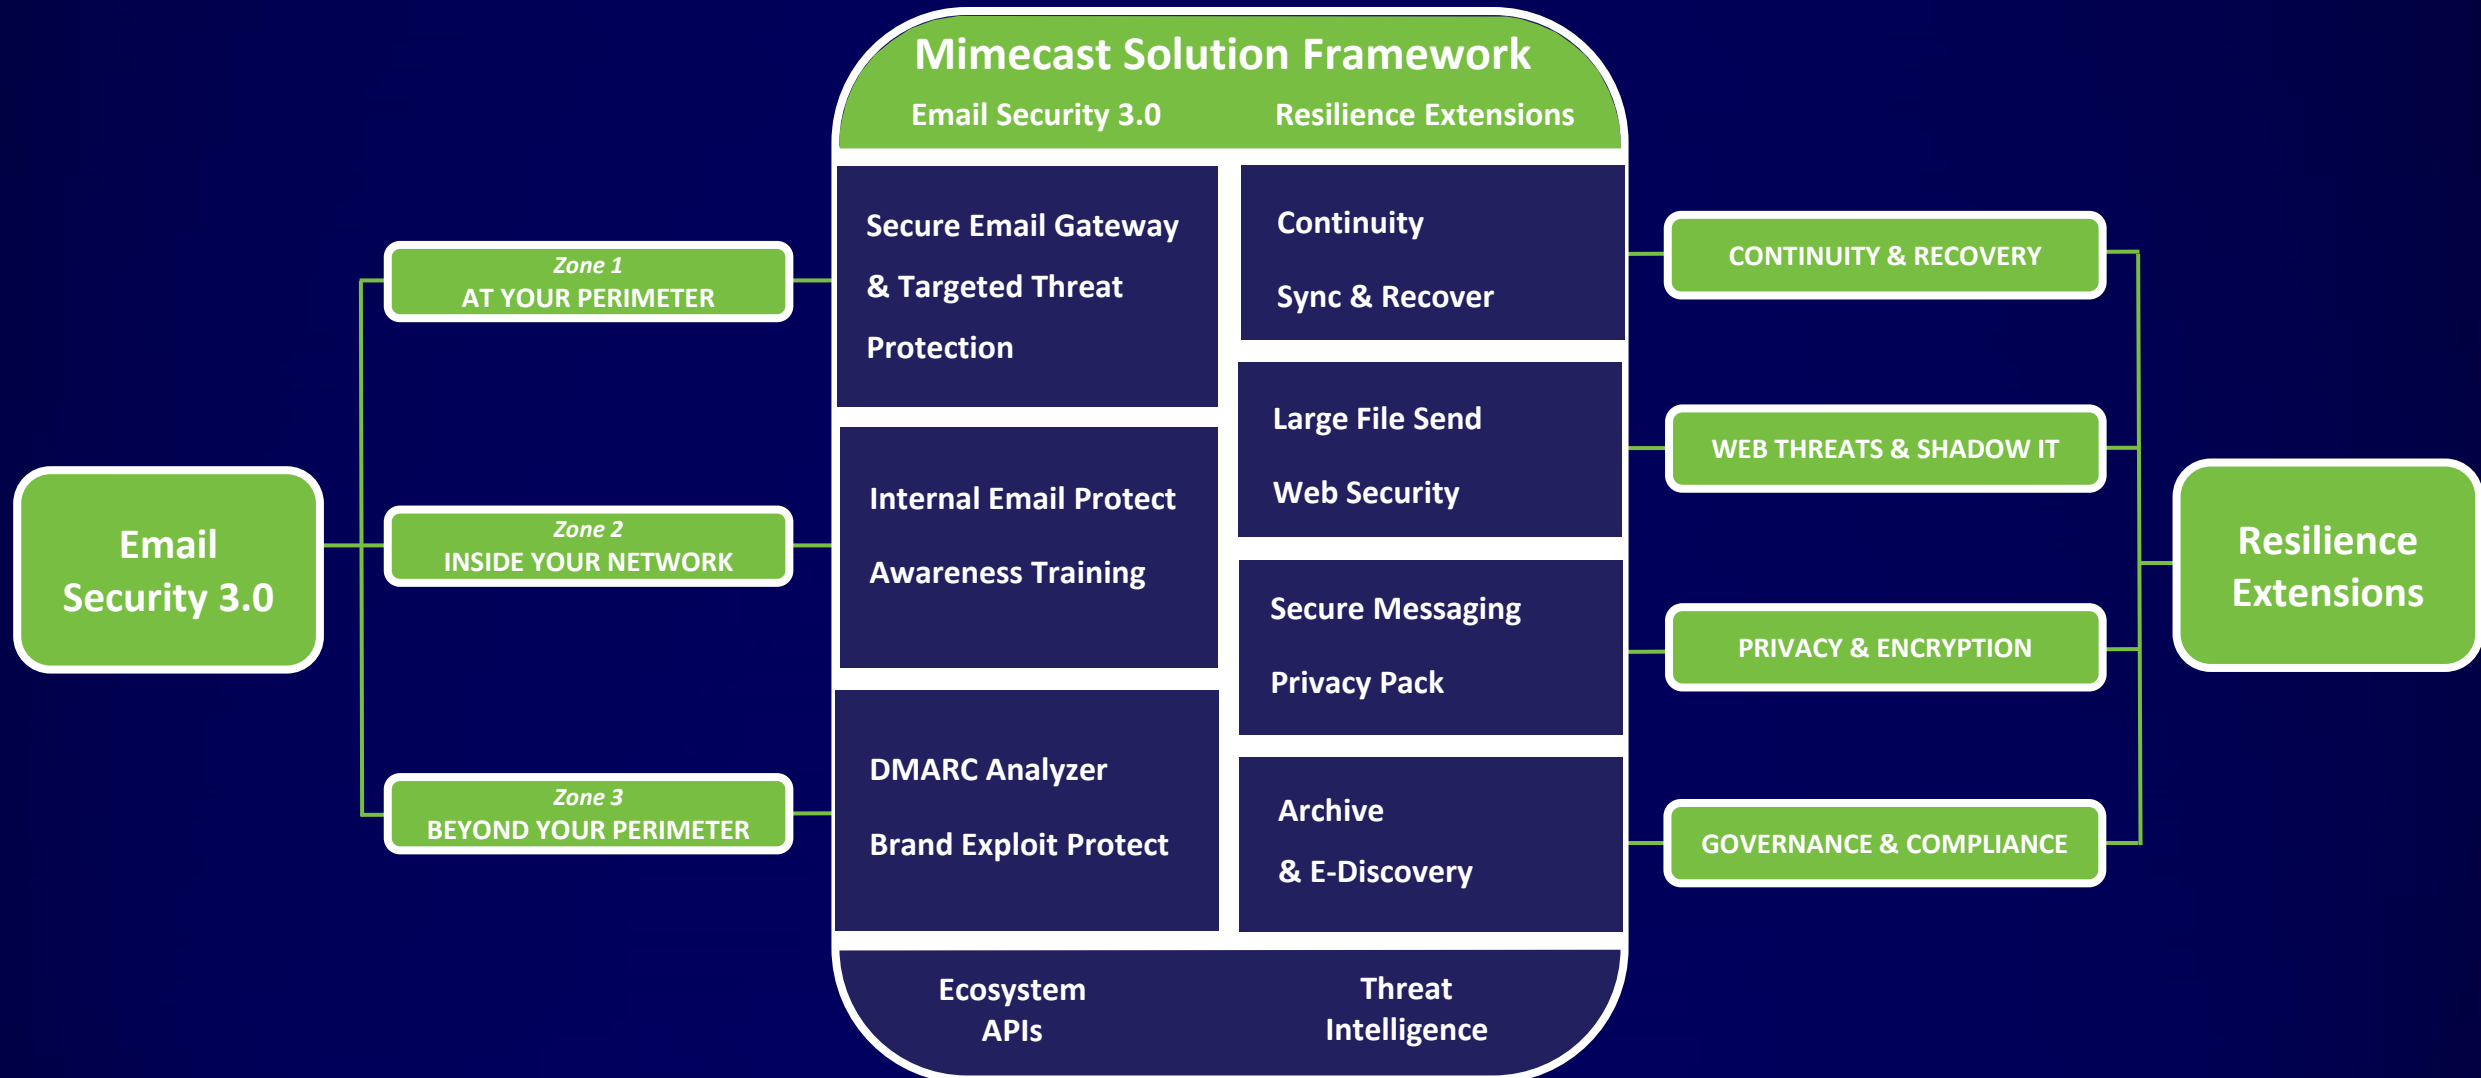 Mimecast Solution Framework
Email Security 3.0
Resilience Extensions
Email
Security 3.0
Zone 1
AT YOUR PERIMETER
Zone 2
INSIDE YOUR NETWORK
Zone 3
BEYOND YOUR PERIMETER
Secure Email Gateway
& Targeted Threat
Protection
Internal Email Protect
Awareness Training
DMARC Analyzer
Brand Exploit Protect
Continuity
Sync & Recover
Large File Send
Web Security
Secure Messaging
Privacy Pack
Archive
& E-Discovery
Ecosystem
APIs
Threat
Intelligence
CONTINUITY & RECOVERY
WEB THREATS & SHADOW IT
PRIVACY & ENCRYPTION
GOVERNANCE & COMPLIANCE
Resilience
Extensions